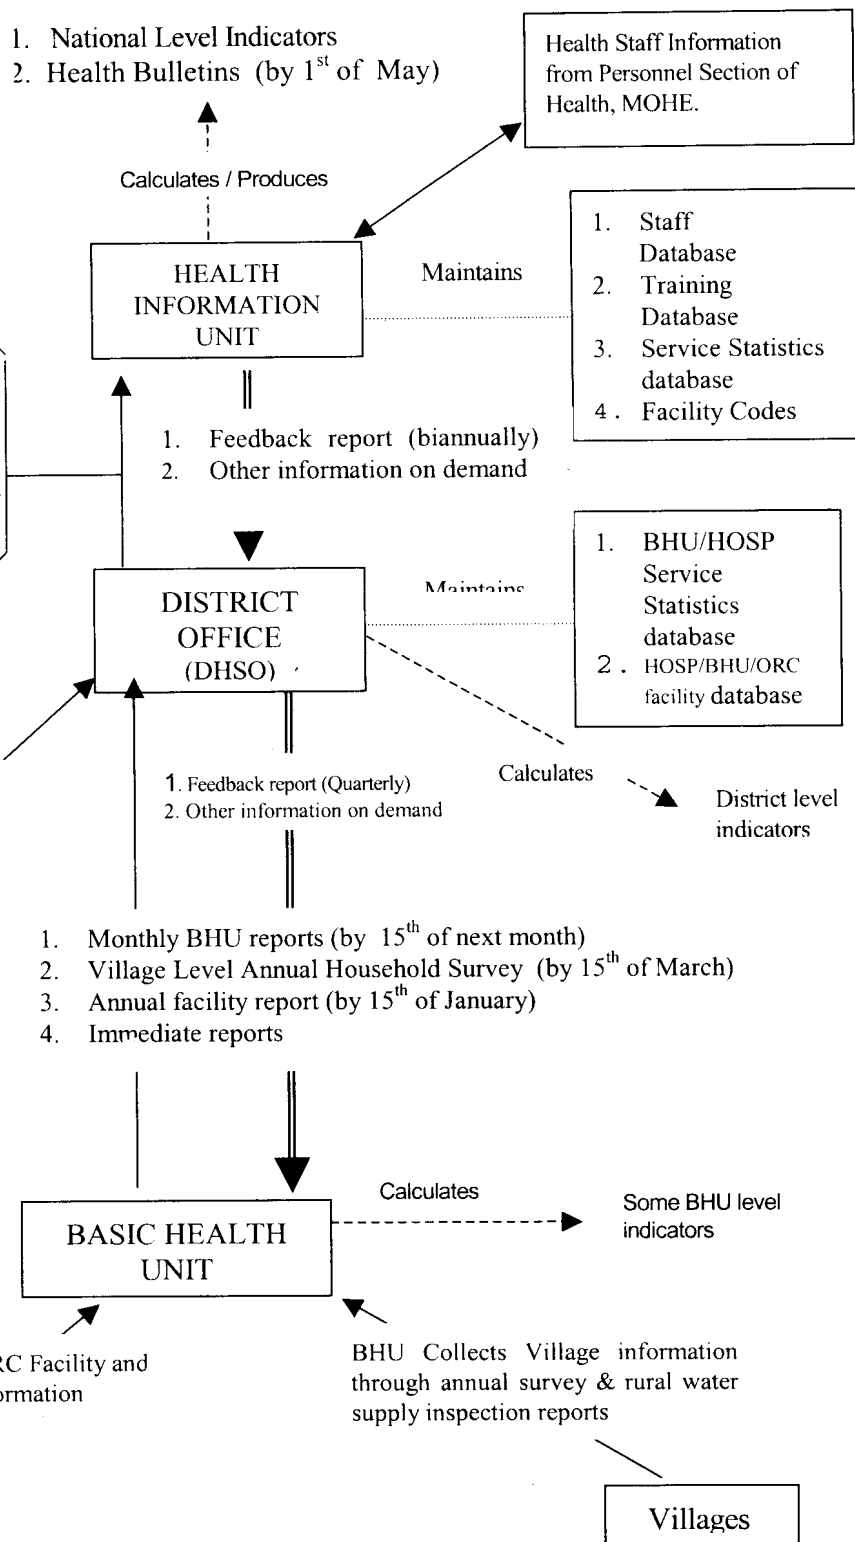 1. National Level Indicators
2. Health Bulletins (by 1st of May)
Health Staff Information
from Personnel Section of
Health, MOHE.
Calculates / Produces
HEALTH
INFORMATION
UNIT
Maintains
1. Staff
Database
2. Training
Database
3. Service Statistics
database
4. Facility Codes
1. Feedback report (biannually)
2. Other information on demand
DISTRICT
OFFICE
(DHSO)
Maintains
1. BHU/HOSP
Service
Statistics
database
2. HOSP/BHU/ORC
facility database
1. Feedback report (Quarterly)
2. Other information on demand
Calculates
District level
indicators
1. Monthly BHU reports (by 15th of next month)
2. Village Level Annual Household Survey (by 15th of March)
3. Annual facility report (by 15th of January)
4. Immediate reports
BASIC HEALTH
UNIT
Calculates
Some BHU level
indicators
RC Facility and
ormation
BHU Collects Village information
through annual survey & rural water
supply inspection reports
Villages